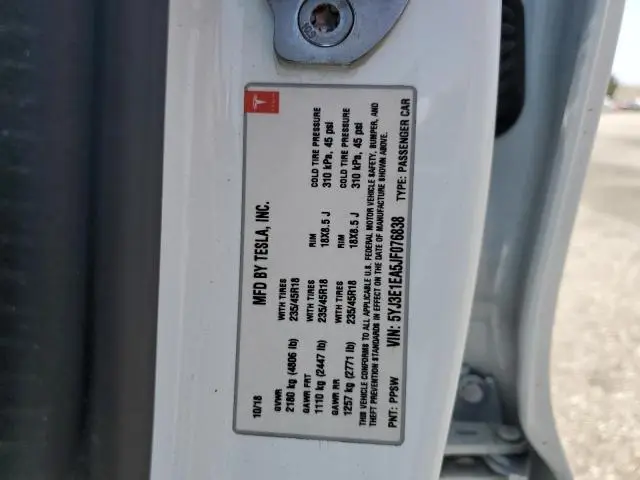 MFD BY TESLA, INC.
10/18
GVWR WITH TIRES RIM COLD TIRE PRESSURE
2180 kg (4806 lb) 235/45R18 18X8.5 J 310 kPa, 45 psi
GAWR FRT WITH TIRES RIM COLD TIRE PRESSURE
1110 kg (2447 lb) 235/45R18 18X8.5 J 310 kPa, 45 psi
GAWR RR
1257 kg (2771 lb) 235/45R18
THIS VEHICLE CONFORMS TO ALL APPLICABLE U.S. FEDERAL MOTOR VEHICLE SAFETY, BUMPER, AND
THEFT PREVENTION STANDARDS IN EFFECT ON THE DATE OF MANUFACTURE SHOWN ABOVE.
VIN: 5YJ3E1EA5JF076838
PNT: PPSW TYPE: PASSENGER CAR